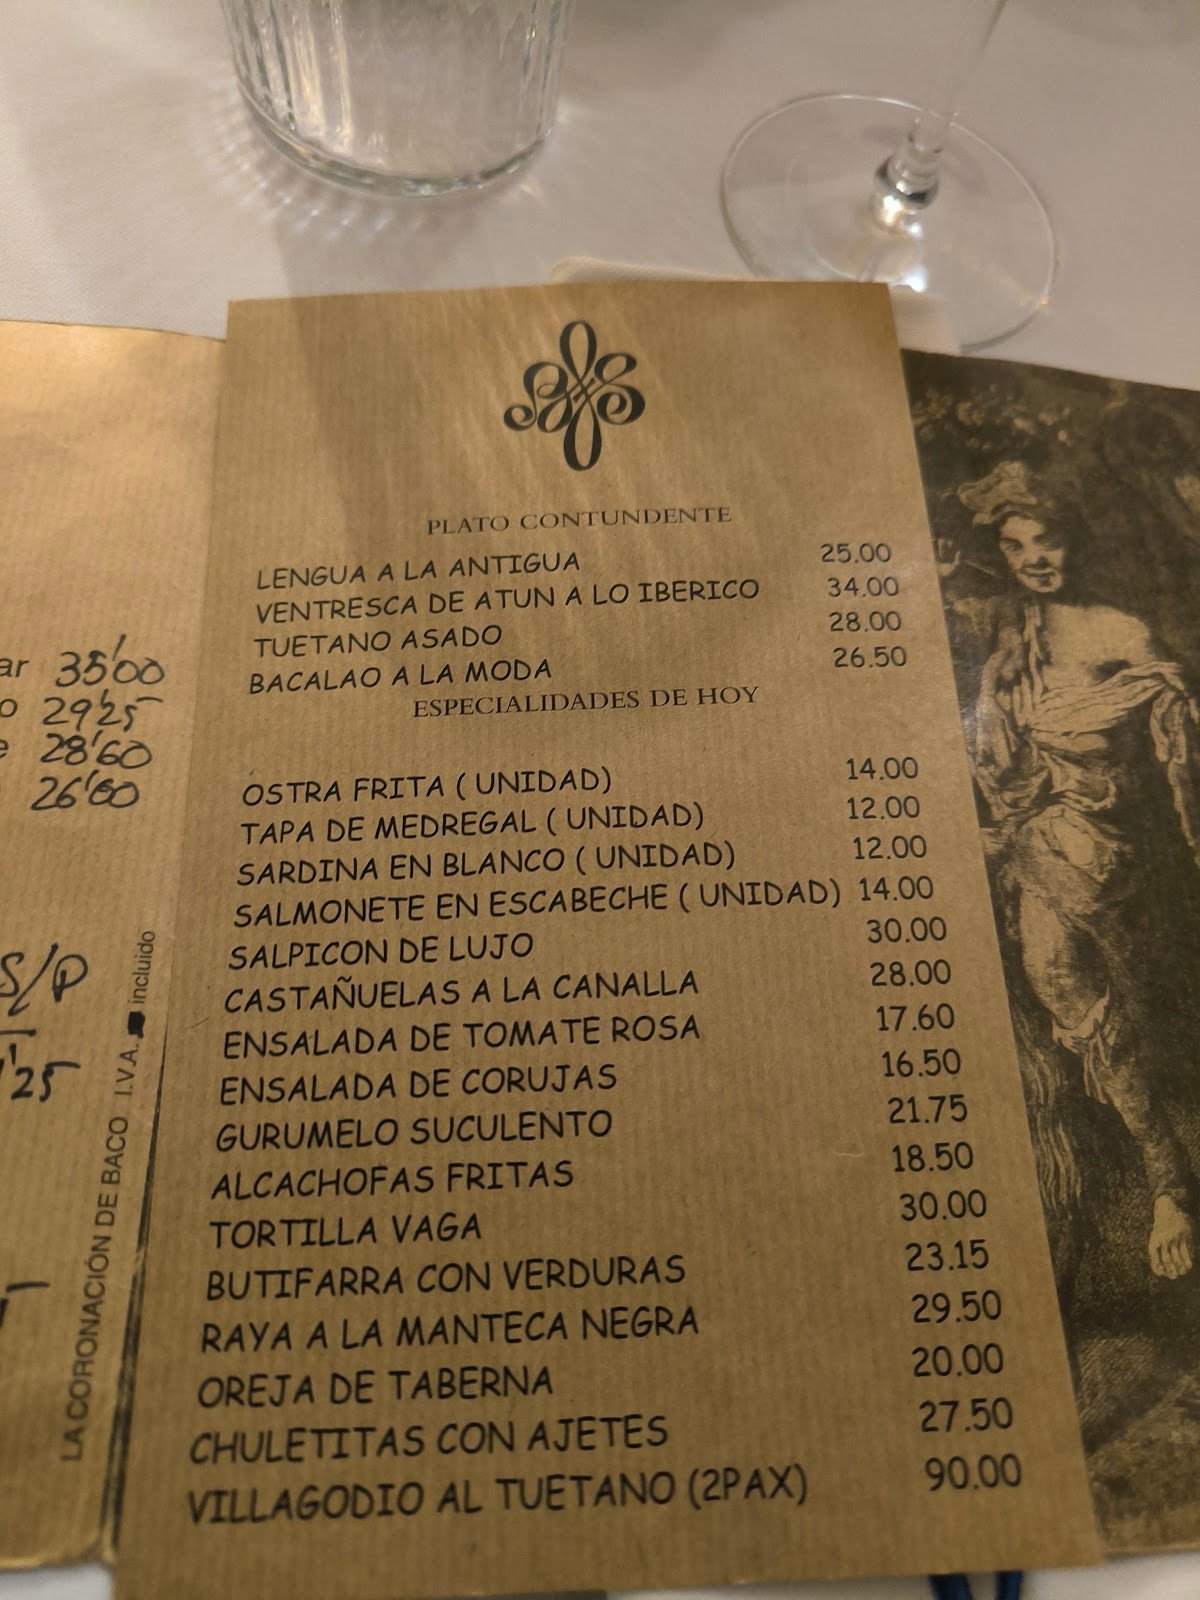 PLATO CONTUNDENTE
LENGUA A LA ANTIGUA 25.00
VENTRESCA DE ATUN A LO IBERICO 34.00
TUETANO ASADO 28.00
BACALAO A LA MODA 26.50
ESPECIALIDADES DE HOY
OSTRA FRITA ( UNIDAD) 14.00
TAPA DE MEDREGAL ( UNIDAD) 12.00
SARDINA EN BLANCO ( UNIDAD) 12.00
SALMONETE EN ESCABECHE ( UNIDAD) 14.00
SALPICON DE LUJO 30.00
CASTAÑUELAS A LA CANALLA 28.00
ENSALADA DE TOMATE ROSA 17.60
ENSALADA DE CORUJAS 16.50
GURUMELO SUCULENTO 21.75
ALCACHOFAS FRITAS 18.50
TORTILLA VAGA 30.00
BUTIFARRA CON VERDURAS 23.15
RAYA A LA MANTECA NEGRA 29.50
OREJA DE TABERNA 20.00
CHULETITAS CON AJETES 27.50
VILLAGODIO AL TUETANO (2PAX) 90.00
ar 35'00
o 29'25
e 28'60
26'60
S/P
'25
LA CORONACIÓN DE BACO I.V.A. incluido